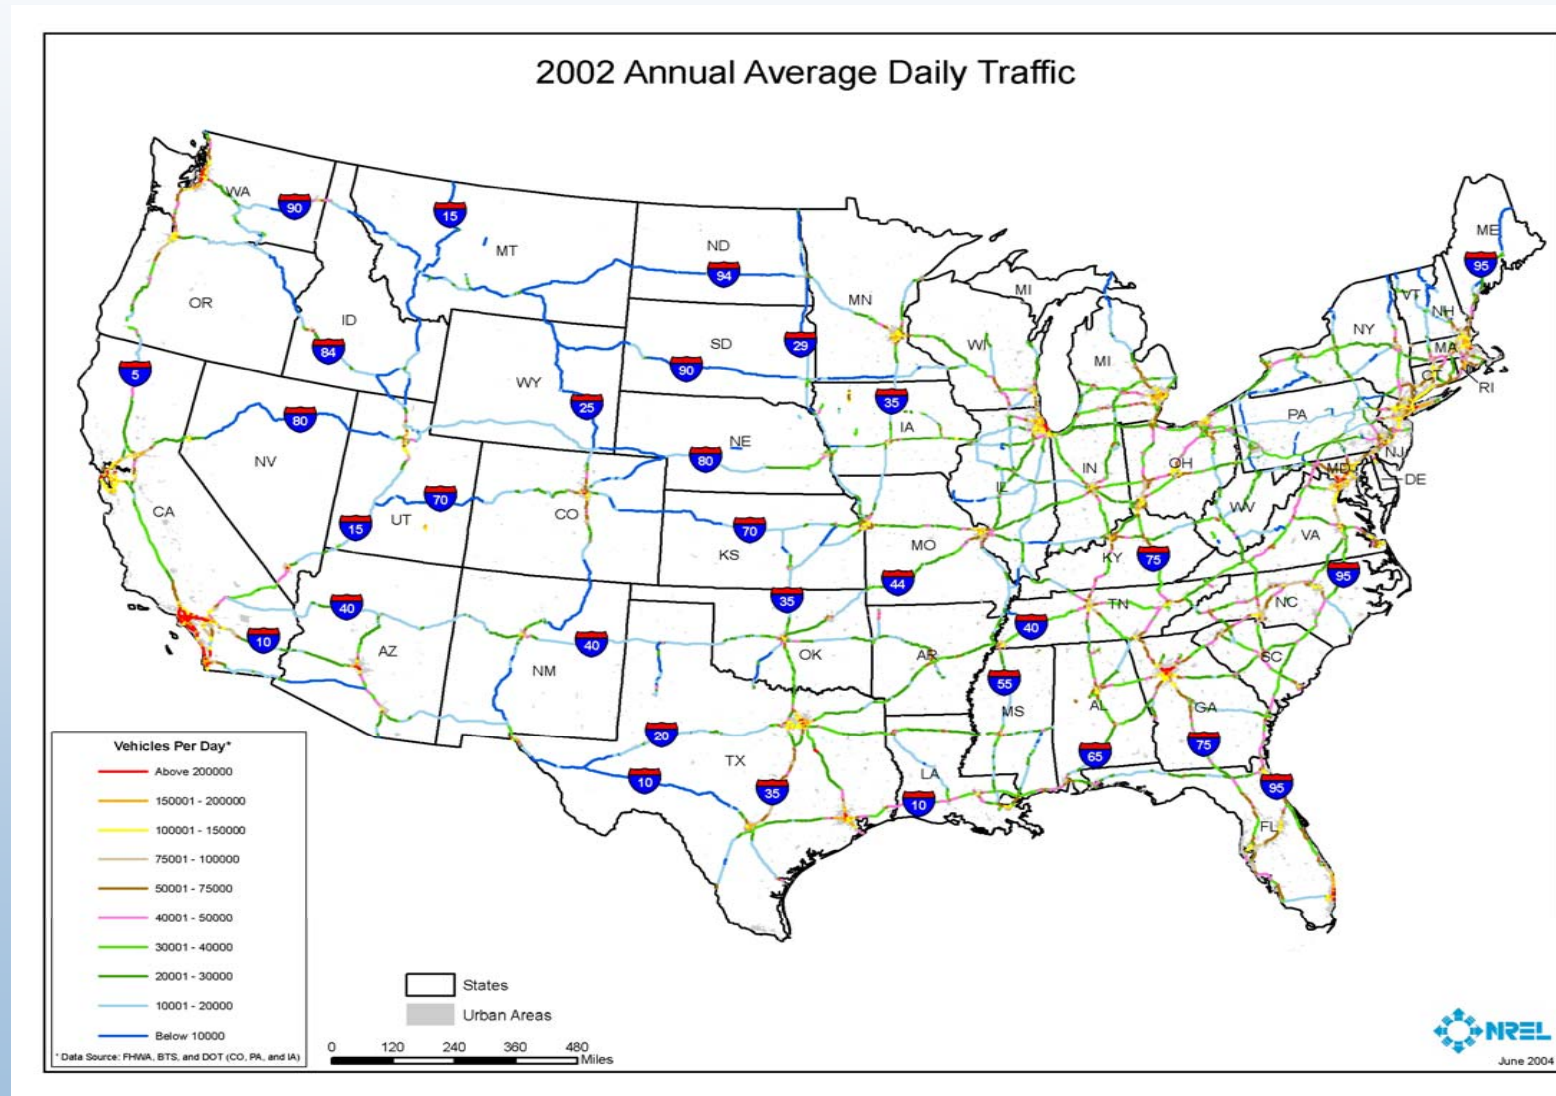 2002 Annual Average Daily Traffic
WA
90
15
MT
ND
94
OR
ID
84
5
80
NV
CA
WY
25
SD
90
29
MN
MI
WI
MI
NE
80
35
IA
UT
15
70
CO
KS
70
35
MO
44
IL
IN
OH
KY
75
WV
VA
95
PA
NY
VT
NH
ME
95
MA
CT
RI
NJ
MD
DE
40
10
AZ
NM
40
OK
AR
TN
40
NC
SC
55
MS
AL
65
GA
75
95
FL
LA
10
TX
20
10
35
Vehicles Per Day*
Above 200000
150001 - 200000
100001 - 150000
75001 - 100000
50001 - 75000
40001 - 50000
30001 - 40000
20001 - 30000
10001 - 20000
Below 10000
* Data Source: FHWA, BTS, and DOT (CO, PA, and IA)
States
Urban Areas
0 120 240 360 480
Miles
NREL
June 2004